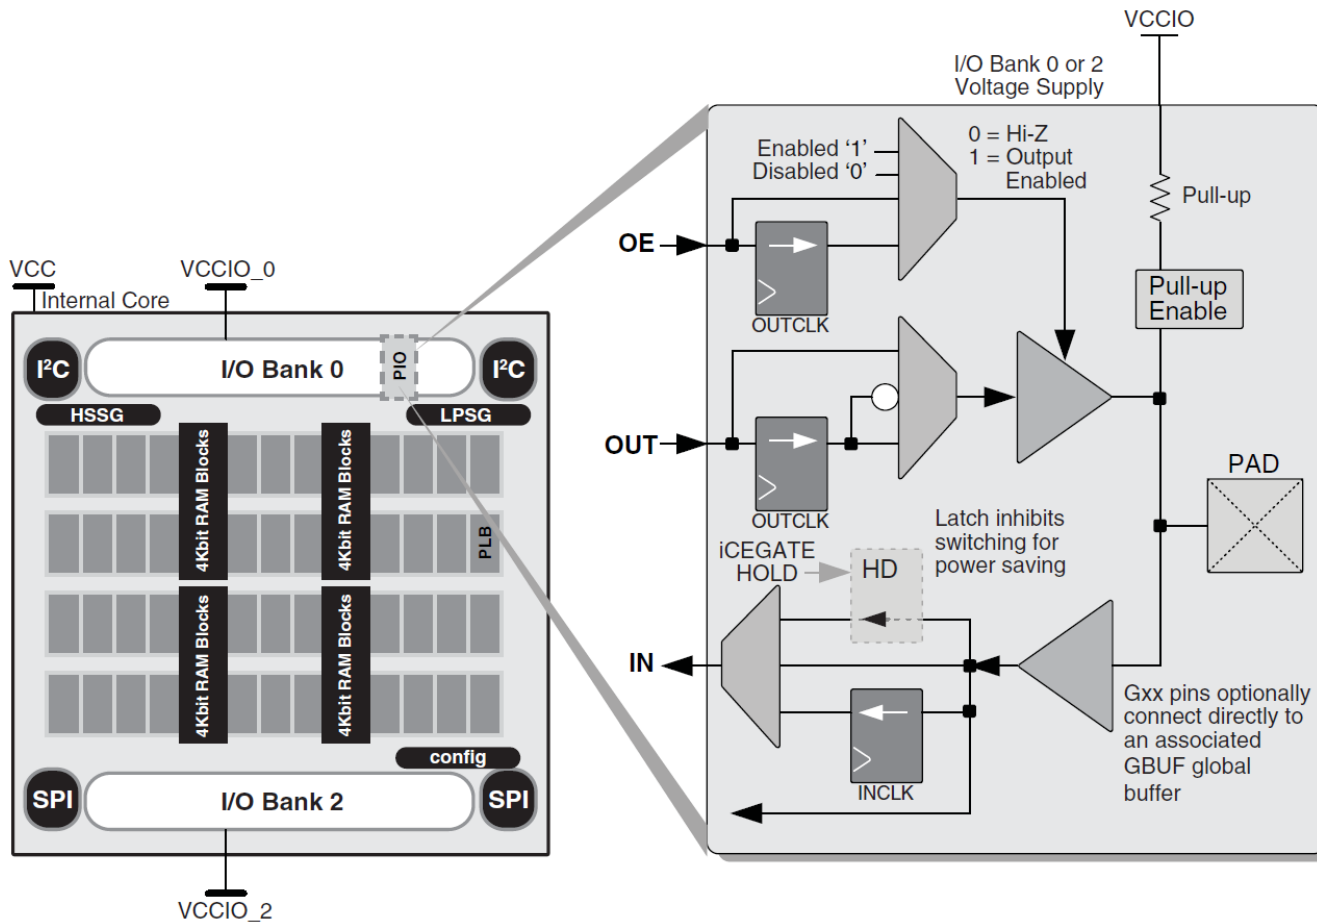 VCC
VCCIO_0
Internal Core
I²C
I/O Bank 0
PIO
I²C
HSSG
LPSG
4Kbit RAM Blocks
4Kbit RAM Blocks
PLB
4Kbit RAM Blocks
4Kbit RAM Blocks
config
SPI
I/O Bank 2
SPI
VCCIO_2
VCCIO
I/O Bank 0 or 2
Voltage Supply
Enabled ‘1’
Disabled ‘0’
0 = Hi-Z
1 = Output
Enabled
Pull-up
OE
OUTCLK
Pull-up
Enable
OUT
OUTCLK
PAD
iCEGATE
HOLD
HD
Latch inhibits
switching for
power saving
IN
INCLK
Gxx pins optionally
connect directly to
an associated
GBUF global
buffer